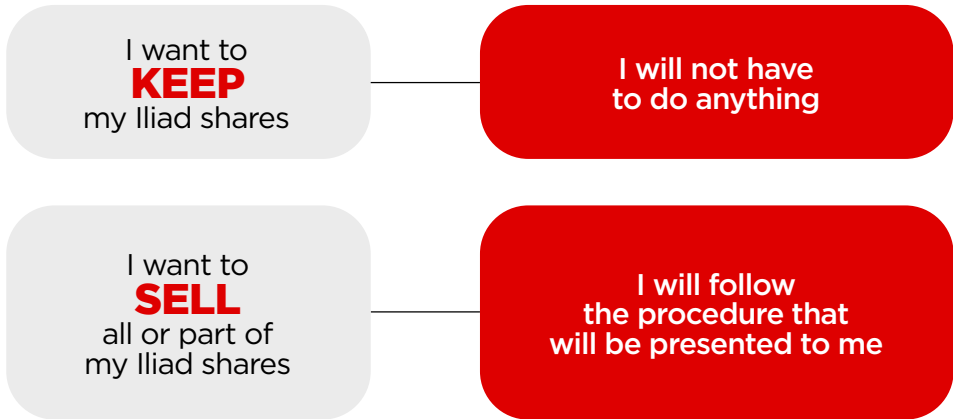 I want to
KEEP
my Iliad shares
I will not have
to do anything
I want to
SELL
all or part of
my Iliad shares
I will follow
the procedure that
will be presented to me